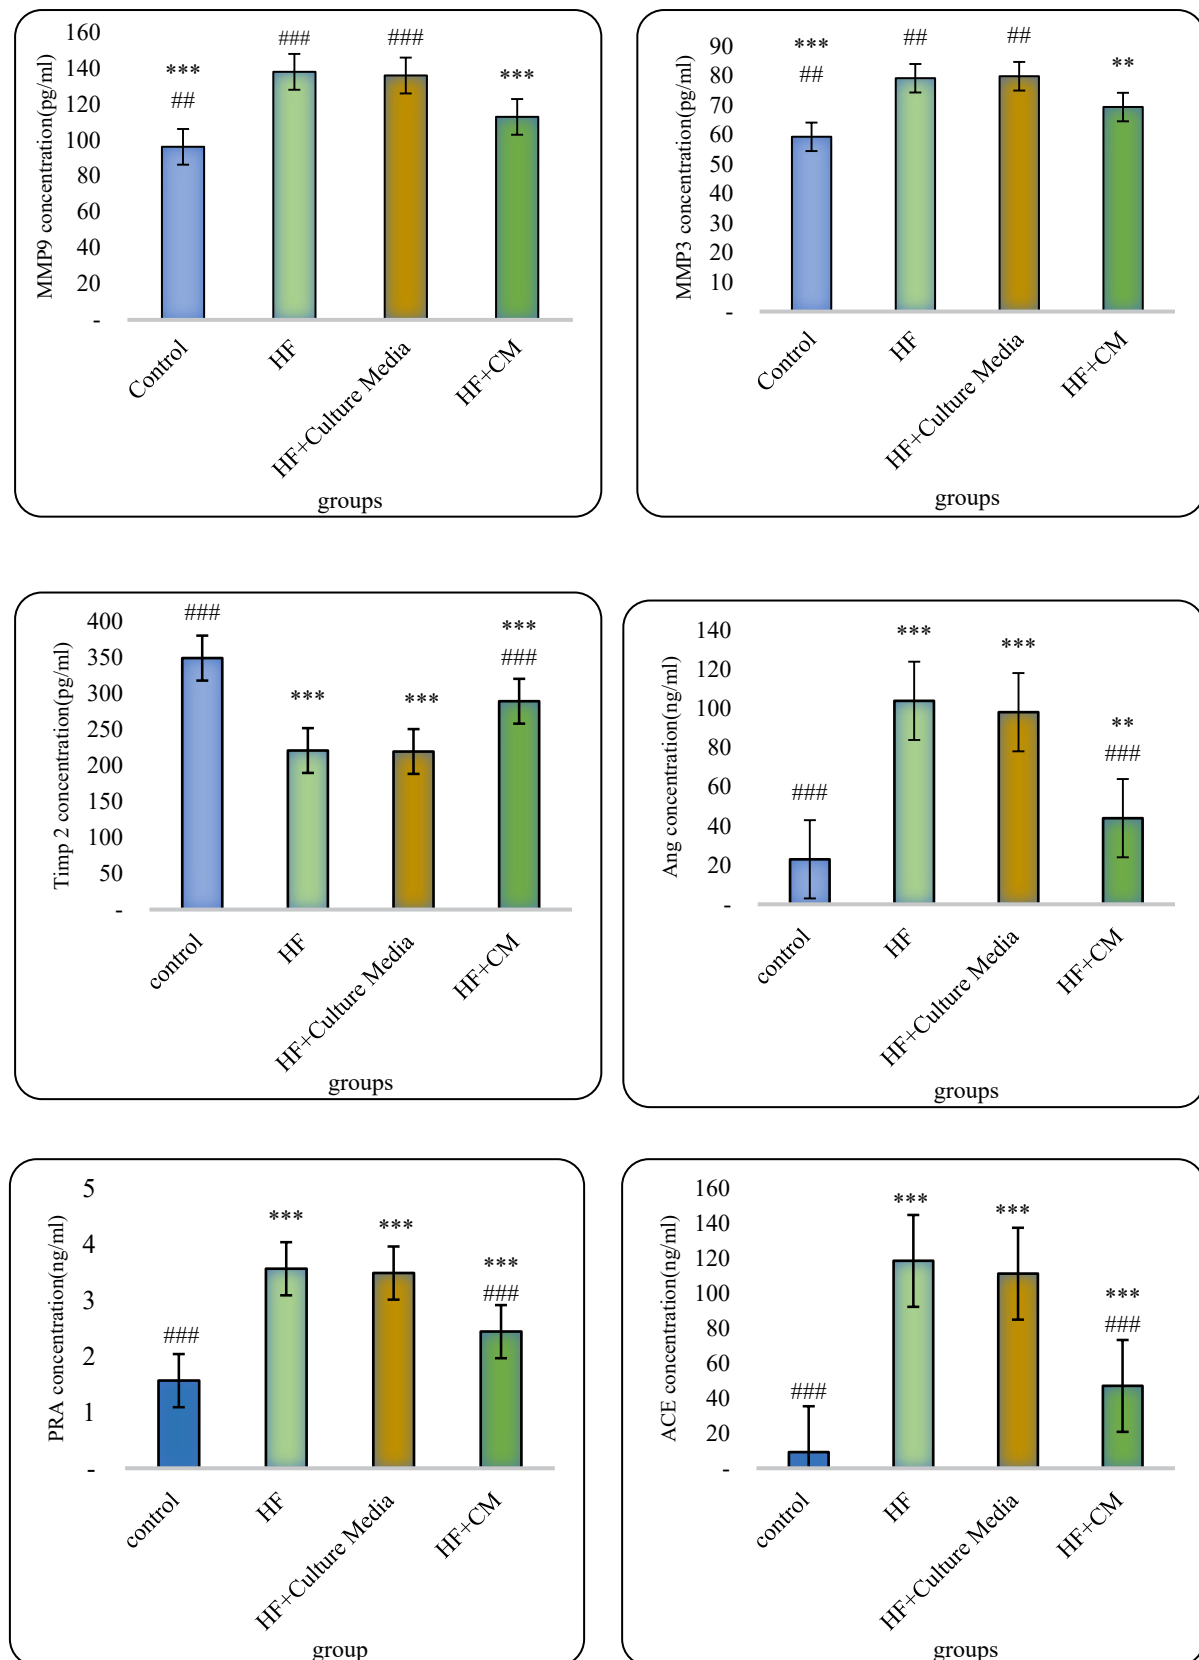 MMP9 concentration(pg/ml)
160
140
120
100
80
60
40
20
-
***
##
###
###
***
Control
HF
HF+Culture Media
HF+CM
groups
MMP3 concentration(pg/ml)
90
80
70
60
50
40
30
20
10
-
***
##
##
##
**
Control
HF
HF+Culture Media
HF+CM
groups
Timp 2 concentration(pg/ml)
400
350
300
250
200
150
100
50
-
###
***
***
***
###
control
HF
HF+Culture Media
HF+CM
groups
Ang concentration(ng/ml)
140
120
100
80
60
40
20
-
###
***
***
**
###
control
HF
HF+Culture Media
HF+CM
groups
PRA concentration(ng/ml)
5
4
3
2
1
-
###
***
***
***
###
control
HF
HF+Culture Media
HF+CM
group
ACE concentration(ng/ml)
160
140
120
100
80
60
40
20
-
###
***
***
***
###
control
HF
HF+Culture Media
HF+CM
groups